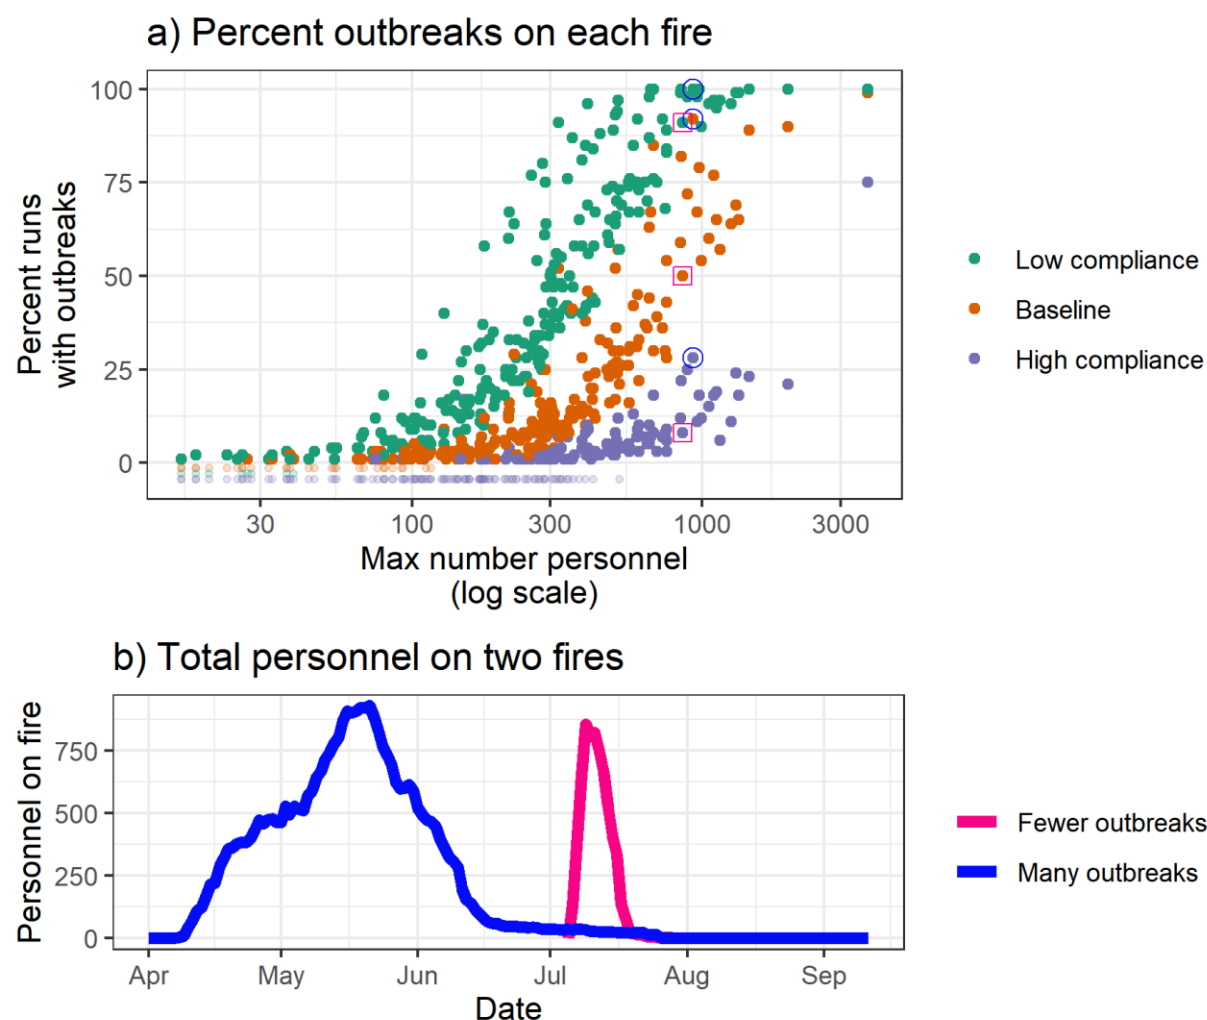 a) Percent outbreaks on each fire
Percent runs
with outbreaks
100
75
50
25
0
30
100
300
1000
3000
Max number personnel
(log scale)
Low compliance
Baseline
High compliance
b) Total personnel on two fires
Personnel on fire
750
500
250
0
Apr
May
Jun
Jul
Aug
Sep
Date
Fewer outbreaks
Many outbreaks